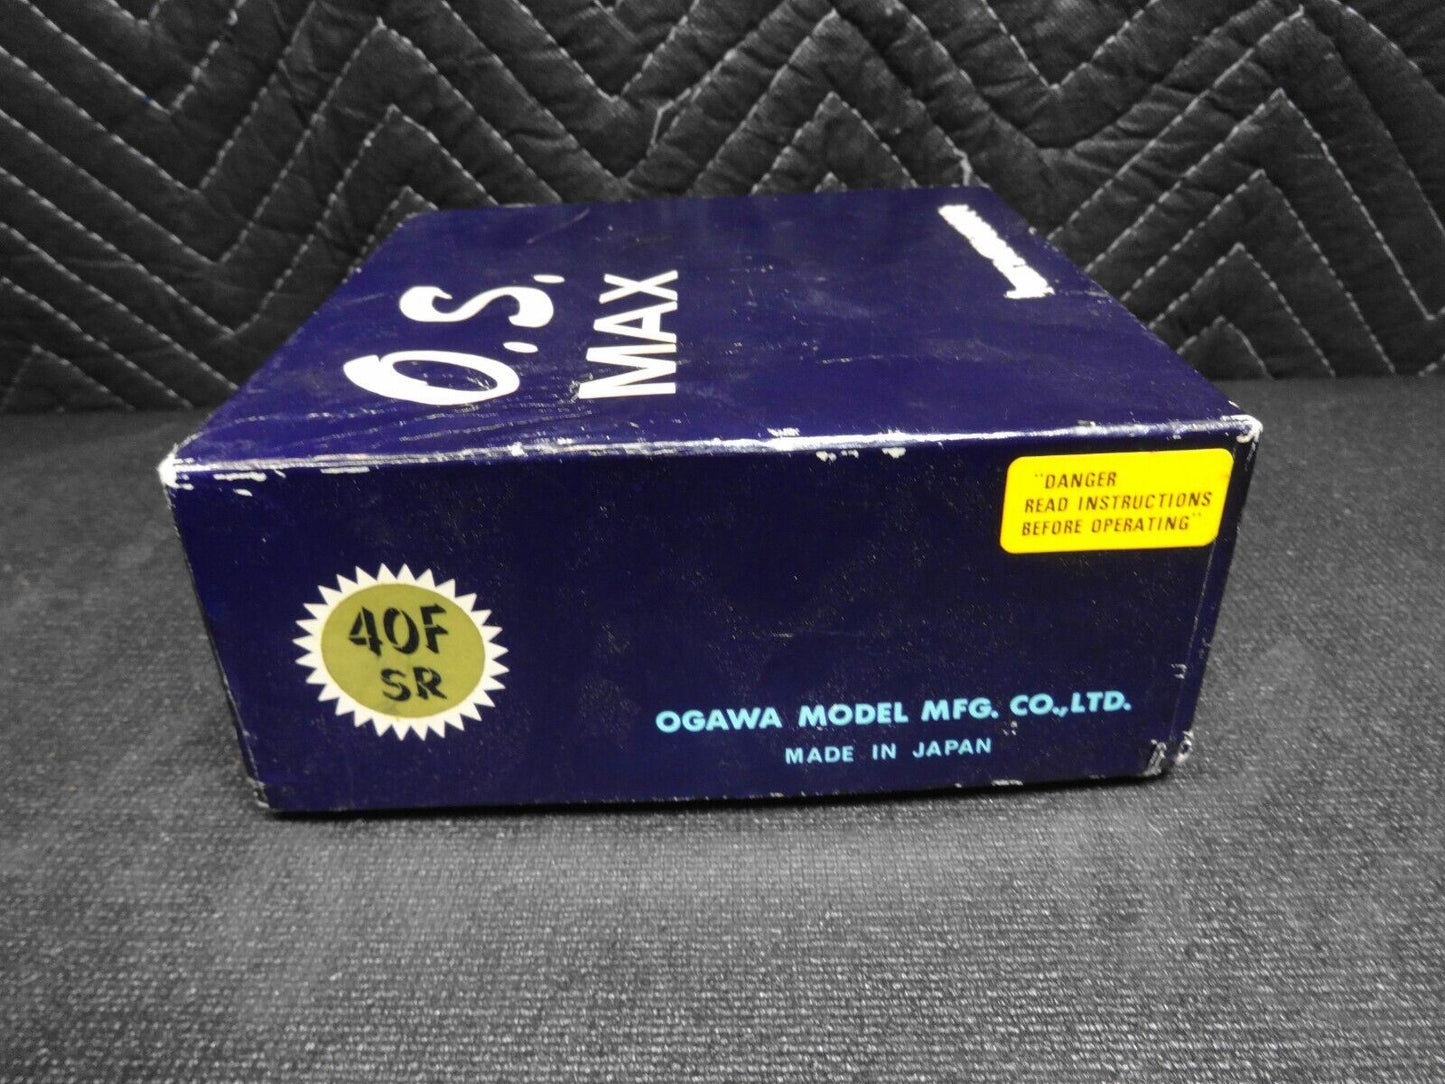 O.S.
MAX
"DANGER
READ INSTRUCTIONS
BEFORE OPERATING"
40F
SR
OGAWA MODEL MFG. CO.,LTD.
MADE IN JAPAN